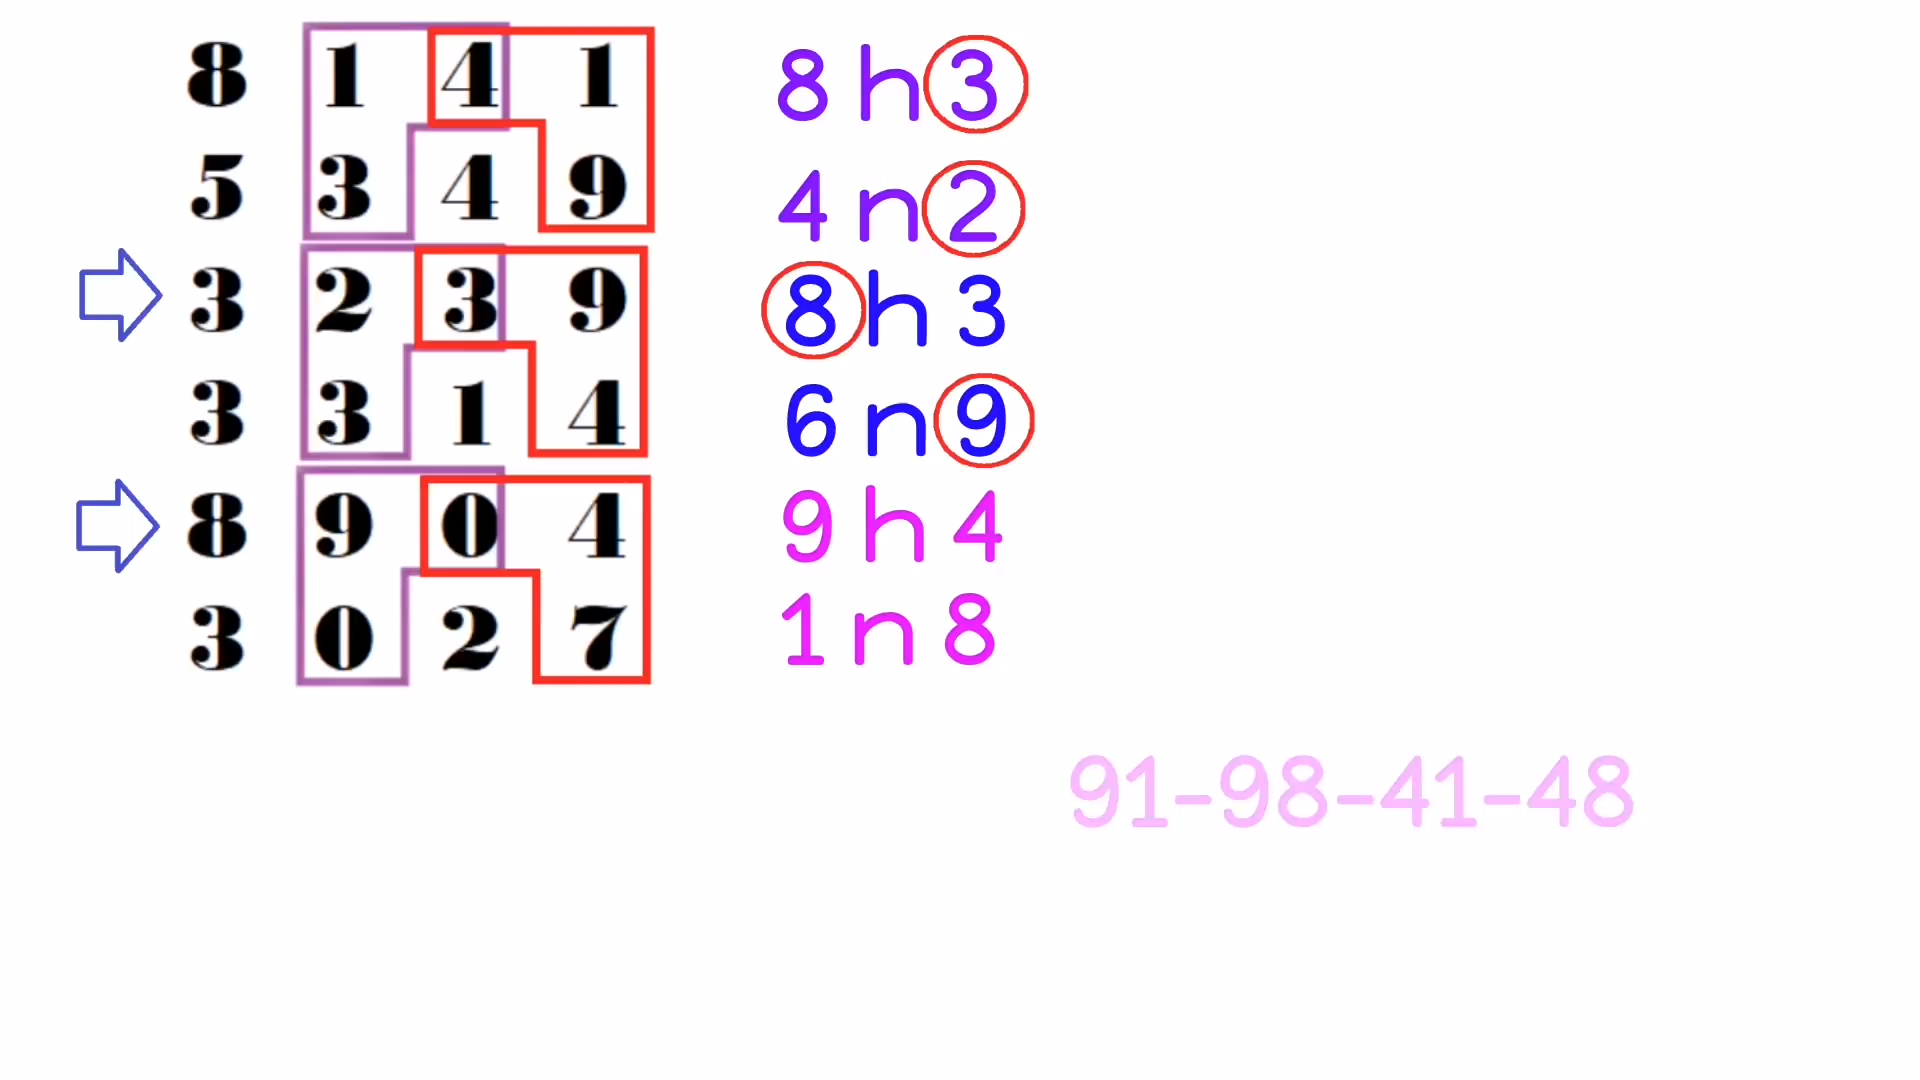 8 1 4 1 8 h 3
5 3 4 9 4 n 2
3 2 3 9 8 h 3
3 3 1 4 6 n 9
8 9 0 4 9 h 4
3 0 2 7 1 n 8
91-98-41-48